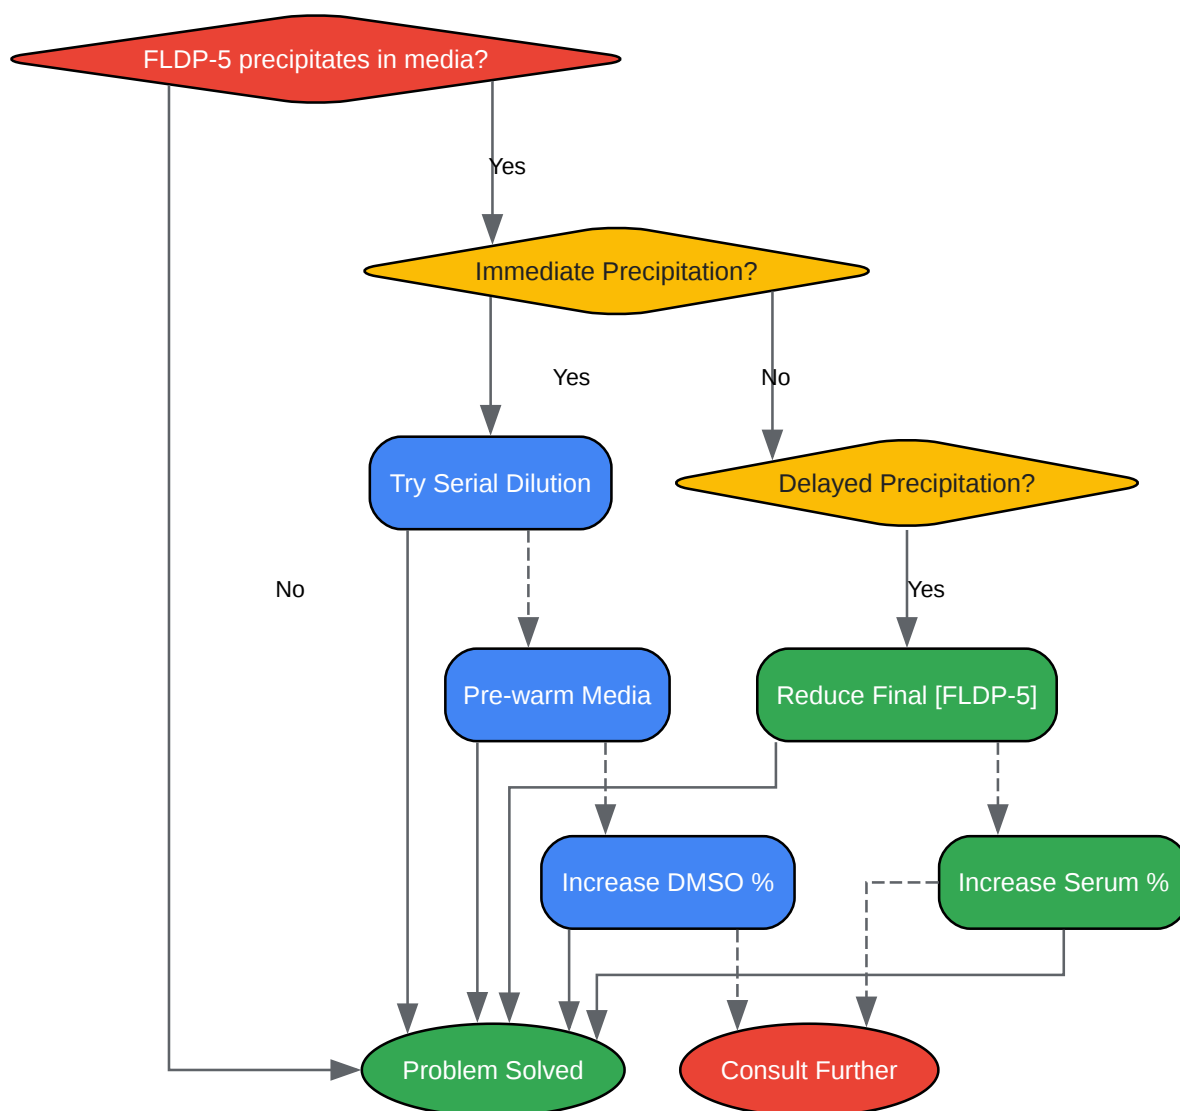 FLDP-5 precipitates in media?
Yes
Immediate Precipitation?
Yes
No
Try Serial Dilution
Delayed Precipitation?
No
Yes
Pre-warm Media
Reduce Final [FLDP-5]
Increase DMSO %
Increase Serum %
Problem Solved
Consult Further